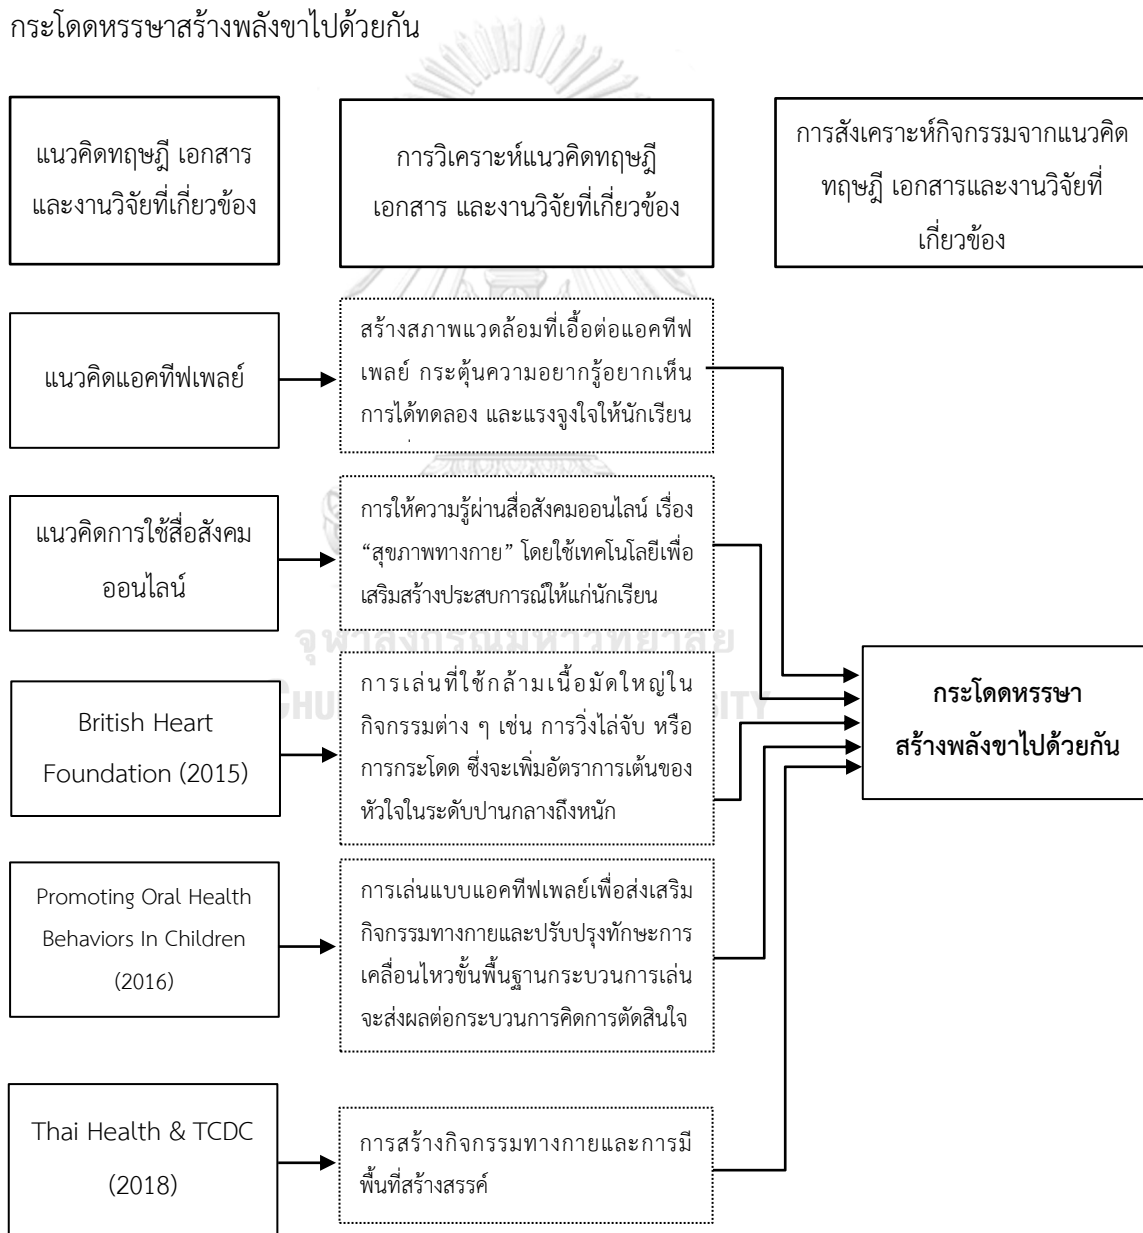 กระโดดหรรษาสร้างพลังขาไปด้วยกัน
แนวคิดทฤษฎี เอกสาร
และงานวิจัยที่เกี่ยวข้อง
การวิเคราะห์แนวคิดทฤษฎี
เอกสาร และงานวิจัยที่เกี่ยวข้อง
การสังเคราะห์กิจกรรมจากแนวคิด
ทฤษฎี เอกสารและงานวิจัยที่
เกี่ยวข้อง
แนวคิดแอคทีฟเพลย์
สร้างสภาพแวดล้อมที่เอื้อต่อแอคทีฟ
เพลย์ กระตุ้นความอยากรู้อยากเห็น
การได้ทดลอง และแรงจูงใจให้นักเรียน
แนวคิดการใช้สื่อสังคม
ออนไลน์
การให้ความรู้ผ่านสื่อสังคมออนไลน์ เรื่อง
“สุขภาพทางกาย” โดยใช้เทคโนโลยีเพื่อ
เสริมสร้างประสบการณ์ให้แก่นักเรียน
จุฬาลงกรณ์มหาวิทยาลัย
British Heart
Foundation (2015)
การเล่นที่ใช้กล้ามเนื้อมัดใหญ่ใน
กิจกรรมต่าง ๆ เช่น การวิ่งไล่จับ หรือ
การกระโดด ซึ่งจะเพิ่มอัตราการเต้นของ
หัวใจในระดับปานกลางถึงหนัก
กระโดดหรรษา
สร้างพลังขาไปด้วยกัน
Promoting Oral Health
Behaviors In Children
(2016)
การเล่นแบบแอคทีฟเพลย์เพื่อส่งเสริม
กิจกรรมทางกายและปรับปรุงทักษะการ
เคลื่อนไหวขั้นพื้นฐานกระบวนการเล่น
จะส่งผลต่อกระบวนการคิดการตัดสินใจ
Thai Health & TCDC
(2018)
การสร้างกิจกรรมทางกายและการมี
พื้นที่สร้างสรรค์